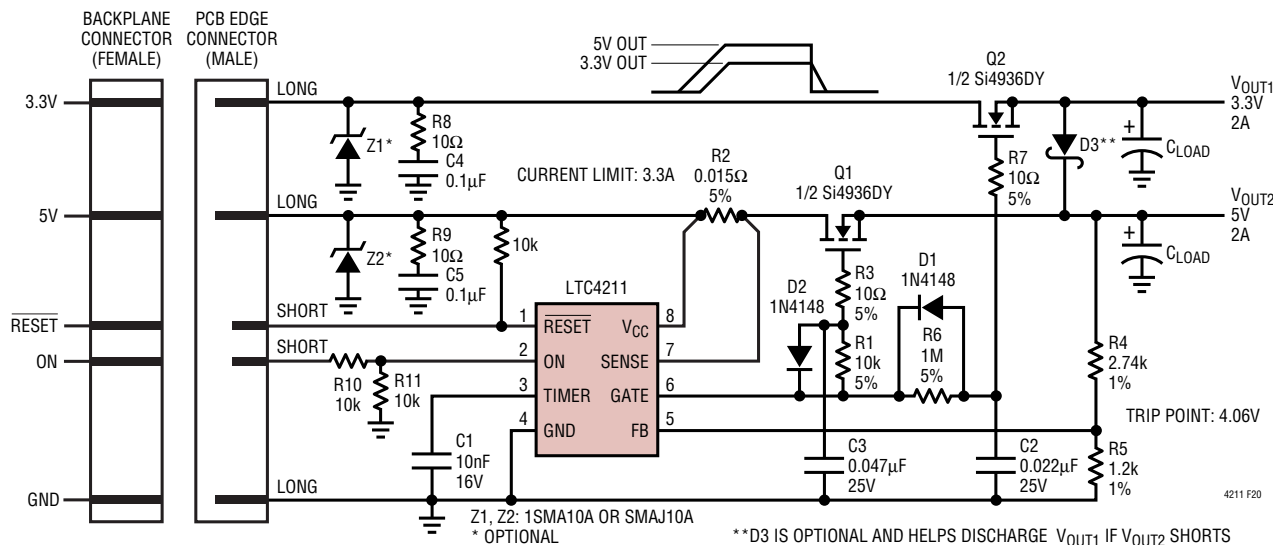 BACKPLANE
CONNECTOR
(FEMALE)
PCB EDGE
CONNECTOR
(MALE)
3.3V
5V
RESET
ON
GND
LONG
LONG
SHORT
SHORT
LONG
Z1*
R8
10Ω
C4
0.1µF
Z2*
R9
10Ω
C5
0.1µF
10k
5V OUT
3.3V OUT
CURRENT LIMIT: 3.3A
R2
0.015Ω
5%
Q1
1/2 Si4936DY
Q2
1/2 Si4936DY
R7
10Ω
5%
D3**
+
CLOAD
VOUT1
3.3V
2A
VOUT2
5V
2A
+
CLOAD
LTC4211
1
RESET
VCC
8
2
ON
SENSE
7
3
TIMER
GATE
6
4
GND
FB
5
R10
10k
R11
10k
C1
10nF
16V
D2
1N4148
R3
10Ω
5%
R1
10k
5%
D1
1N4148
R6
1M
5%
C3
0.047µF
25V
C2
0.022µF
25V
R4
2.74k
1%
TRIP POINT: 4.06V
R5
1.2k
1%
4211 F20
Z1, Z2: 1SMA10A OR SMAJ10A
* OPTIONAL
**D3 IS OPTIONAL AND HELPS DISCHARGE VOUT1 IF VOUT2 SHORTS